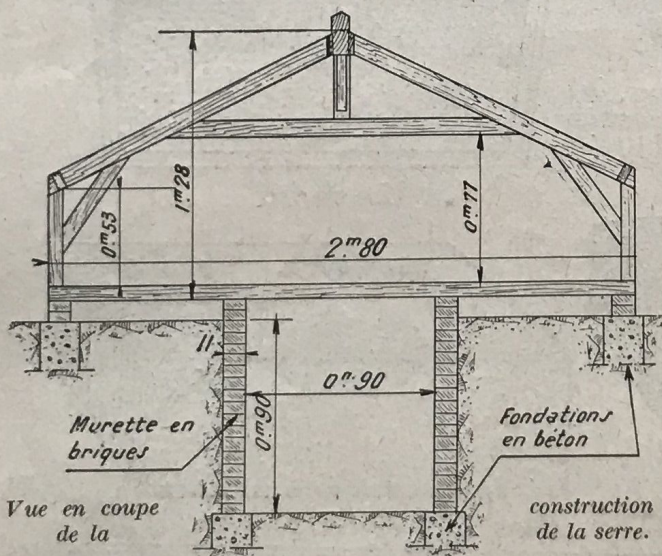 1m28
0m53
0m77
2m80
11
0m90
0m90
Murette en
briques
Fondations
en béton
Vue en coupe
de la
construction
de la serre.